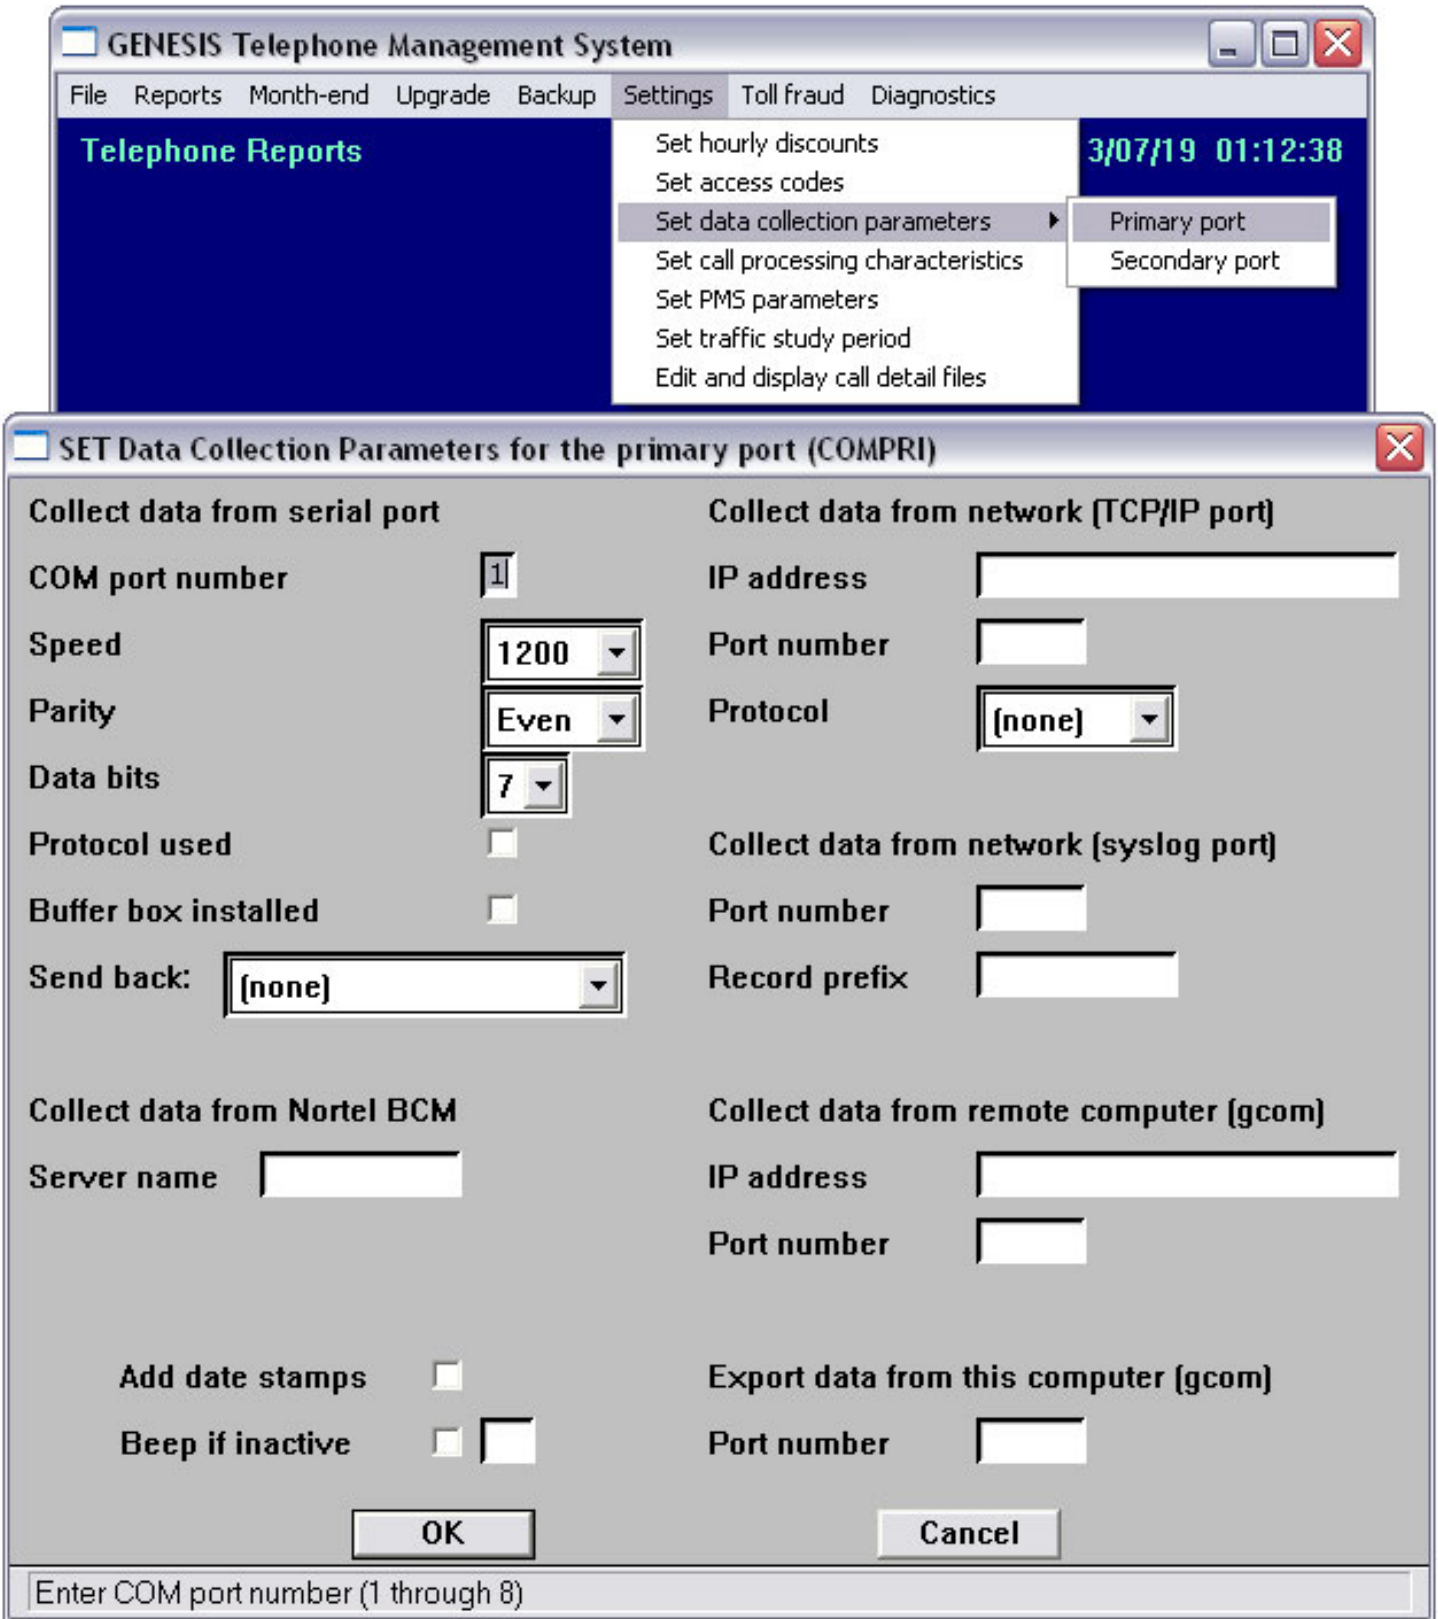 GENESIS Telephone Management System
File Reports Month-end Upgrade Backup Settings Toll fraud Diagnostics
Telephone Reports
3/07/19 01:12:38
Set hourly discounts
Set access codes
Set data collection parameters
Set call processing characteristics
Set PMS parameters
Set traffic study period
Edit and display call detail files
Primary port
Secondary port
SET Data Collection Parameters for the primary port (COMPRI)
Collect data from serial port
COM port number 1
Speed 1200
Parity Even
Data bits 7
Protocol used
Buffer box installed
Send back: (none)
Collect data from network (TCP/IP port)
IP address
Port number
Protocol (none)
Collect data from network (syslog port)
Port number
Record prefix
Collect data from Nortel BCM
Server name
Collect data from remote computer (gcom)
IP address
Port number
Add date stamps
Beep if inactive
Export data from this computer (gcom)
Port number
OK
Cancel
Enter COM port number (1 through 8)